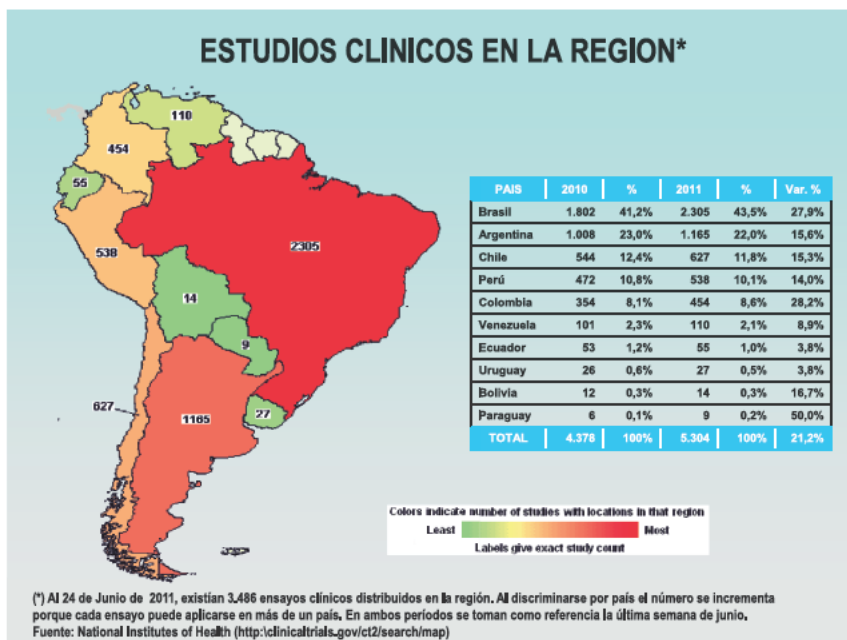 ESTUDIOS CLINICOS EN LA REGION*
110
454
55
538
2305
14
9
627
1165
27
PAIS 2010 % 2011 % Var. %
Brasil 1.802 41,2% 2.305 43,5% 27,9%
Argentina 1.008 23,0% 1.165 22,0% 15,6%
Chile 544 12,4% 627 11,8% 15,3%
Perú 472 10,8% 538 10,1% 14,0%
Colombia 354 8,1% 454 8,6% 28,2%
Venezuela 101 2,3% 110 2,1% 8,9%
Ecuador 53 1,2% 55 1,0% 3,8%
Uruguay 26 0,6% 27 0,5% 3,8%
Bolivia 12 0,3% 14 0,3% 16,7%
Paraguay 6 0,1% 9 0,2% 50,0%
TOTAL 4.378 100% 5.304 100% 21,2%
Colors indicate number of studies with locations in that region
Least Most
Labels give exact study count
(*) Al 24 de Junio de 2011, existían 3.486 ensayos clínicos distribuidos en la región. Al discriminarse por país el número se incrementa
porque cada ensayo puede aplicarse en más de un país. En ambos períodos se toman como referencia la última semana de junio.
Fuente: National Institutes of Health (http:\clinicaltrials.gov/ct2/search/map)